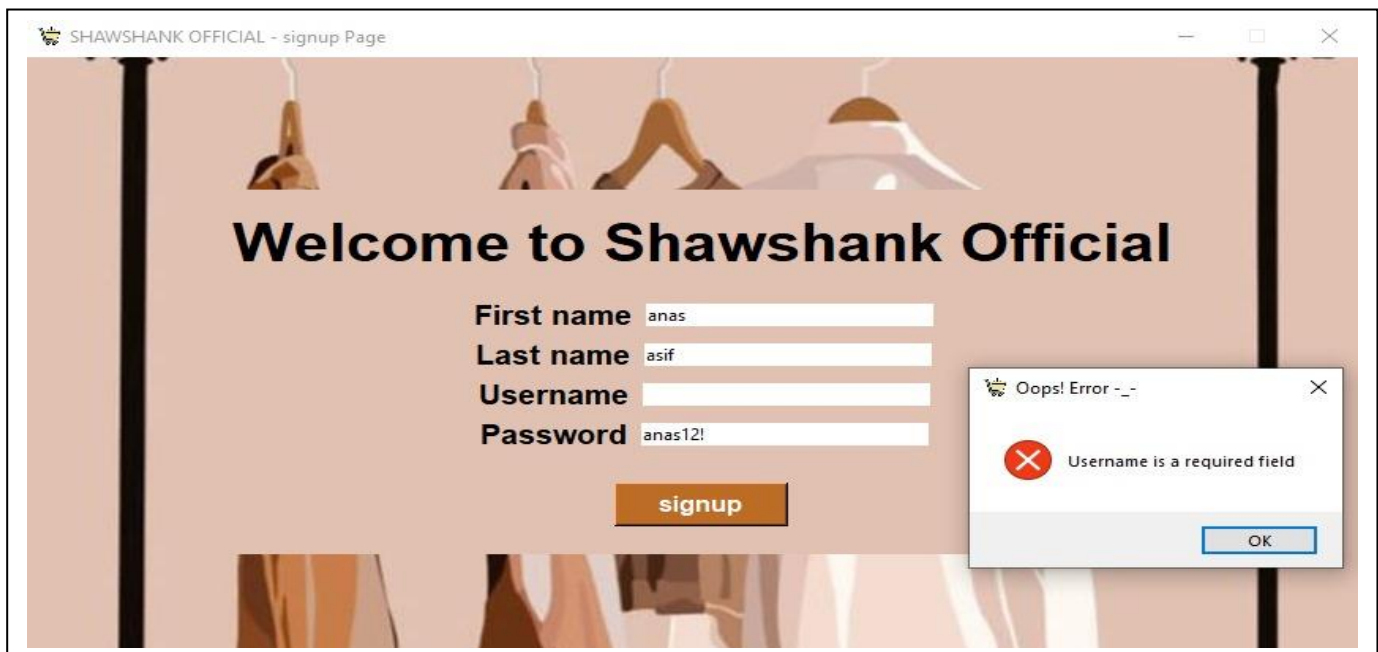 SHAWSHANK OFFICIAL - signup Page
Welcome to Shawshank Official
First name anas
Last name asif
Username
Password anas12!
signup
Oops! Error -_-
Username is a required field
OK